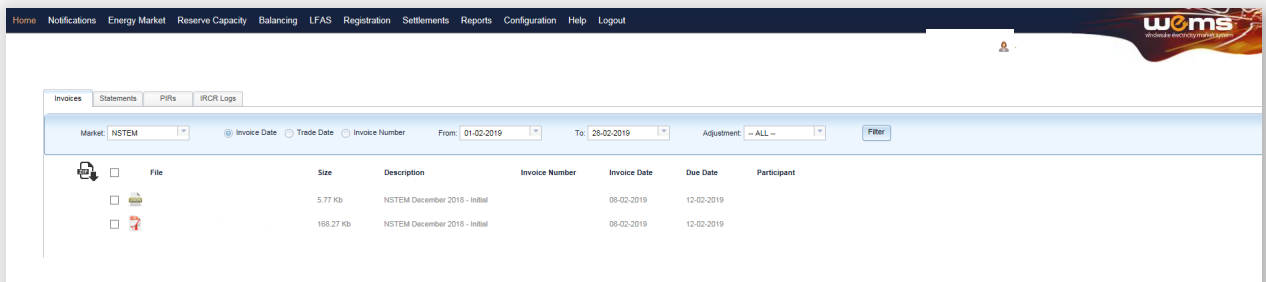 Home Notifications Energy Market Reserve Capacity Balancing LFAS Registration Settlements Reports Configuration Help Logout
wems
wholesale electricity market system
Invoices Statements PIRs IRCR Logs
Market: NSTEM Invoice Date Trade Date Invoice Number From: 01-02-2019 To: 28-02-2019 Adjustment: -- ALL -- Filter
ZIP File Size Description Invoice Number Invoice Date Due Date Participant
5.77 Kb NSTEM December 2018 - Initial 08-02-2019 12-02-2019
168.27 Kb NSTEM December 2018 - Initial 08-02-2019 12-02-2019